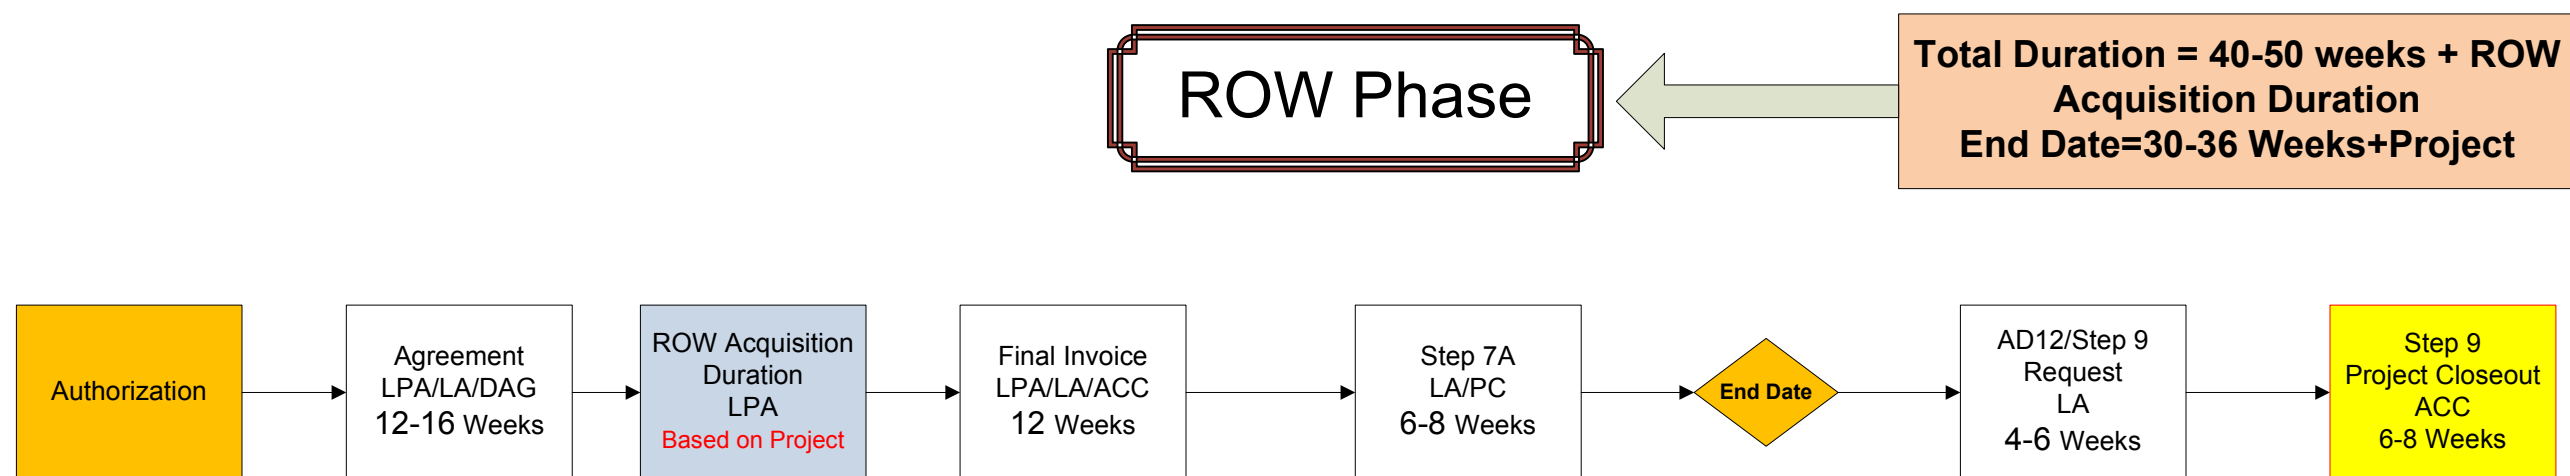 ROW Phase
Total Duration = 40-50 weeks + ROW
Acquisition Duration
End Date=30-36 Weeks+Project
Authorization
Agreement
LPA/LA/DAG
12-16 Weeks
ROW Acquisition
Duration
LPA
Based on Project
Final Invoice
LPA/LA/ACC
12 Weeks
Step 7A
LA/PC
6-8 Weeks
End Date
AD12/Step 9
Request
LA
4-6 Weeks
Step 9
Project Closeout
ACC
6-8 Weeks